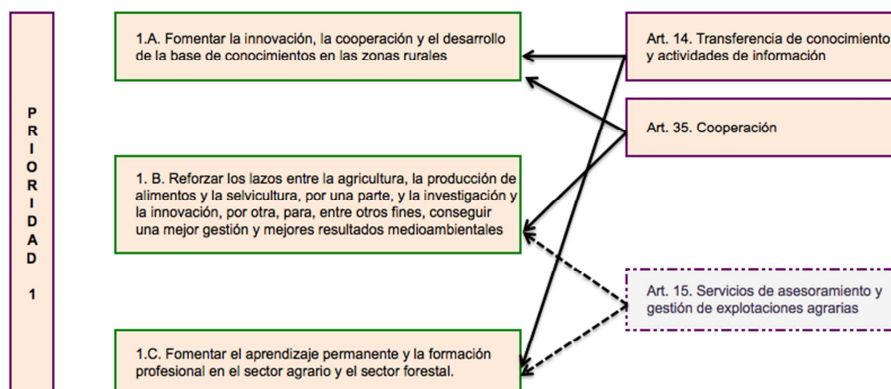 PRIORIDAD 1
1.A. Fomentar la innovación, la cooperación y el desarrollo
de la base de conocimientos en las zonas rurales
1. B. Reforzar los lazos entre la agricultura, la producción de
alimentos y la selvicultura, por una parte, y la investigación y
la innovación, por otra, para, entre otros fines, conseguir
una mejor gestión y mejores resultados medioambientales
1.C. Fomentar el aprendizaje permanente y la formación
profesional en el sector agrario y el sector forestal.
Art. 14. Transferencia de conocimiento
y actividades de información
Art. 35. Cooperación
Art. 15. Servicios de asesoramiento y
gestión de explotaciones agrarias